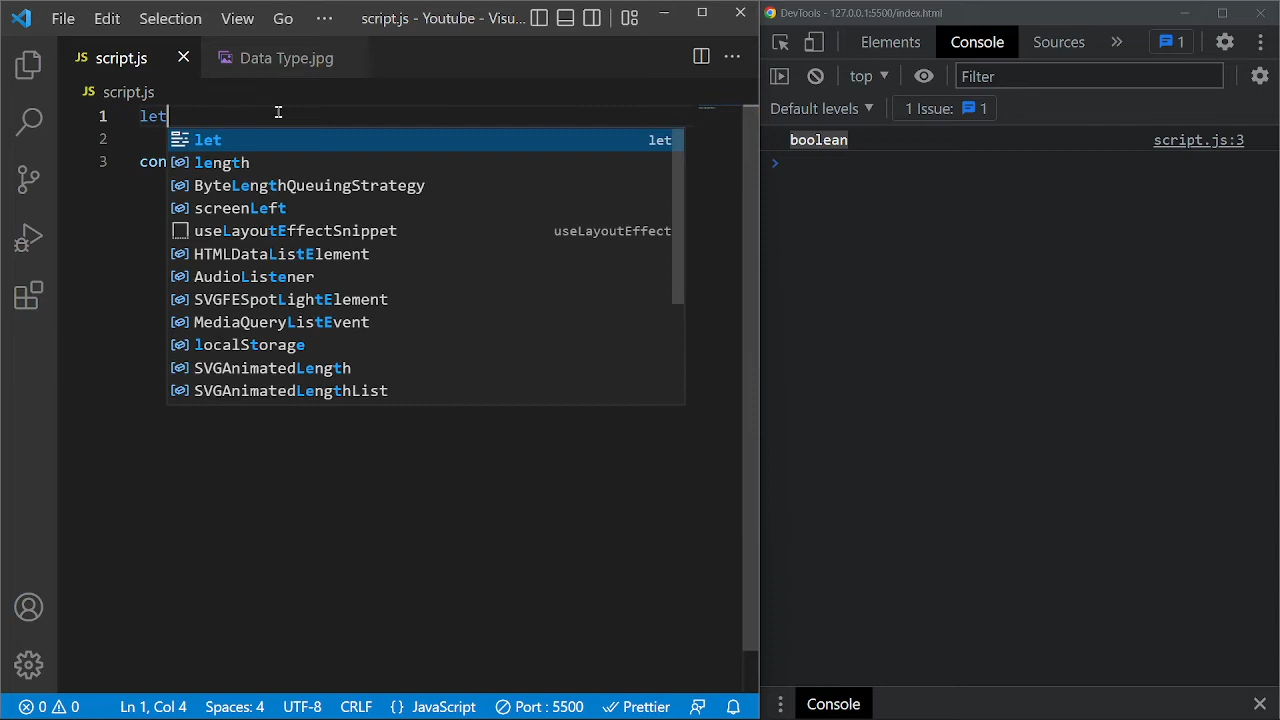 File Edit Selection View Go ··· script.js - Youtube - Visu...
DevTools - 127.0.0.1:5500/index.html
JS script.js
Data Type.jpg
Elements Console Sources » 1
JS script.js
top Filter
Default levels 1 Issue: 1
1 let
2
3 con
let let
length
ByteLengthQueuingStrategy
screenLeft
useLayoutEffectSnippet useLayoutEffect
HTMLDataListElement
AudioListener
SVGFESpotLightElement
MediaQueryListEvent
localStorage
SVGAnimatedLength
SVGAnimatedLengthList
boolean script.js:3
>
0 0 Ln 1, Col 4 Spaces: 4 UTF-8 CRLF {} JavaScript Port : 5500 Prettier
Console